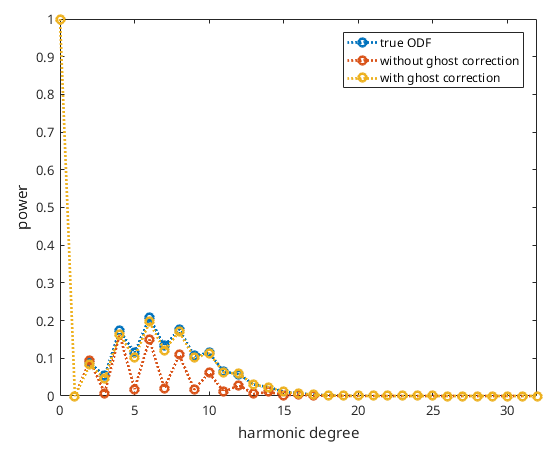 1
0.9
0.8
0.7
0.6
0.5
0.4
0.3
0.2
0.1
0
power
true ODF
without ghost correction
with ghost correction
0 5 10 15 20 25 30
harmonic degree